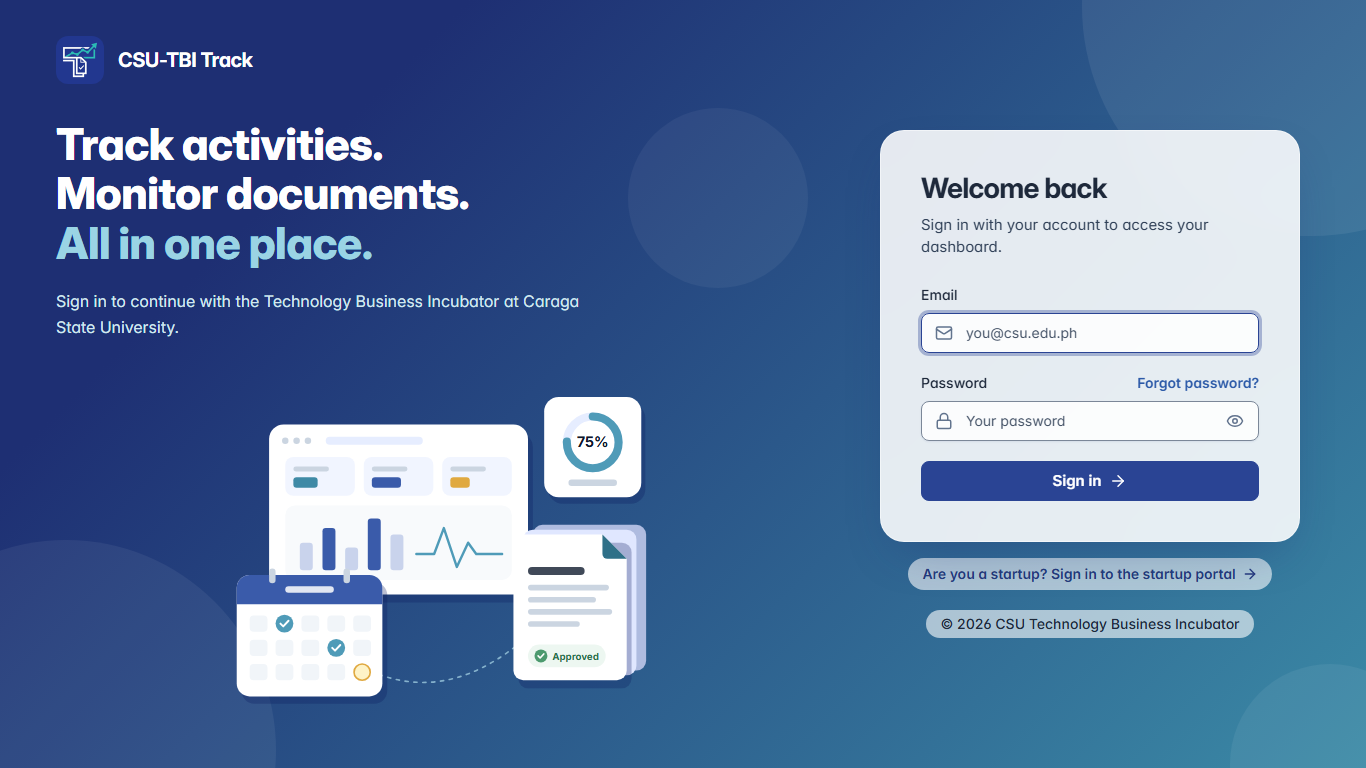 CSU-TBI Track
Track activities.
Monitor documents.
All in one place.
Sign in to continue with the Technology Business Incubator at Caraga
State University.
75%
Approved
Welcome back
Sign in with your account to access your
dashboard.
Email
you@csu.edu.ph
Password
Forgot password?
Your password
Sign in
Are you a startup? Sign in to the startup portal
© 2026 CSU Technology Business Incubator